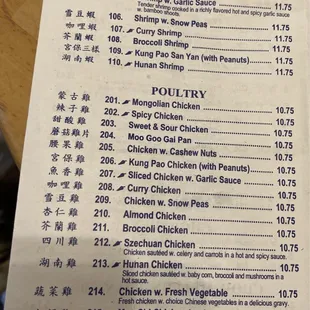 Shrimp w. Garlic Sauce
Tender shrimp cooked in a richly flavored hot and spicy garlic sauce
w. bamboo shoots. 11.75
雪豆蝦 106. Shrimp w. Snow Peas 11.75
咖喱蝦 107. Curry Shrimp 11.75
芥蘭蝦 108. Broccoli Shrimp 11.75
宮保三樣 109. Kung Pao San Yan (with Peanuts) 11.75
湖南蝦 110. Hunan Shrimp 11.75
POULTRY
蒙古雞 201. Mongolian Chicken 10.75
辣子雞 202. Spicy Chicken 10.75
甜酸雞 203. Sweet & Sour Chicken 10.75
蘑菇雞片 204. Moo Goo Gai Pan 10.75
腰果雞 205. Chicken w. Cashew Nuts 10.75
宮保雞 206. Kung Pao Chicken (with Peanuts) 10.75
魚香雞 207. Sliced Chicken w. Garlic Sauce 10.75
咖喱雞 208. Curry Chicken 10.75
雪豆雞 209. Chicken w. Snow Peas 10.75
杏仁雞 210. Almond Chicken 10.75
芥蘭雞 211. Broccoli Chicken 10.75
四川雞 212. Szechuan Chicken 10.75
Chicken sautéed w. celery and carrots in a hot and spicy sauce.
湖南雞 213. Hunan Chicken 10.75
Sliced chicken sautéed w. baby corn, broccoli and mushrooms in a
hot sauce.
蔬菜雞 214. Chicken w. Fresh Vegetable 10.75
Fresh chicken w. choice Chinese vegetables in a delicious gravy.